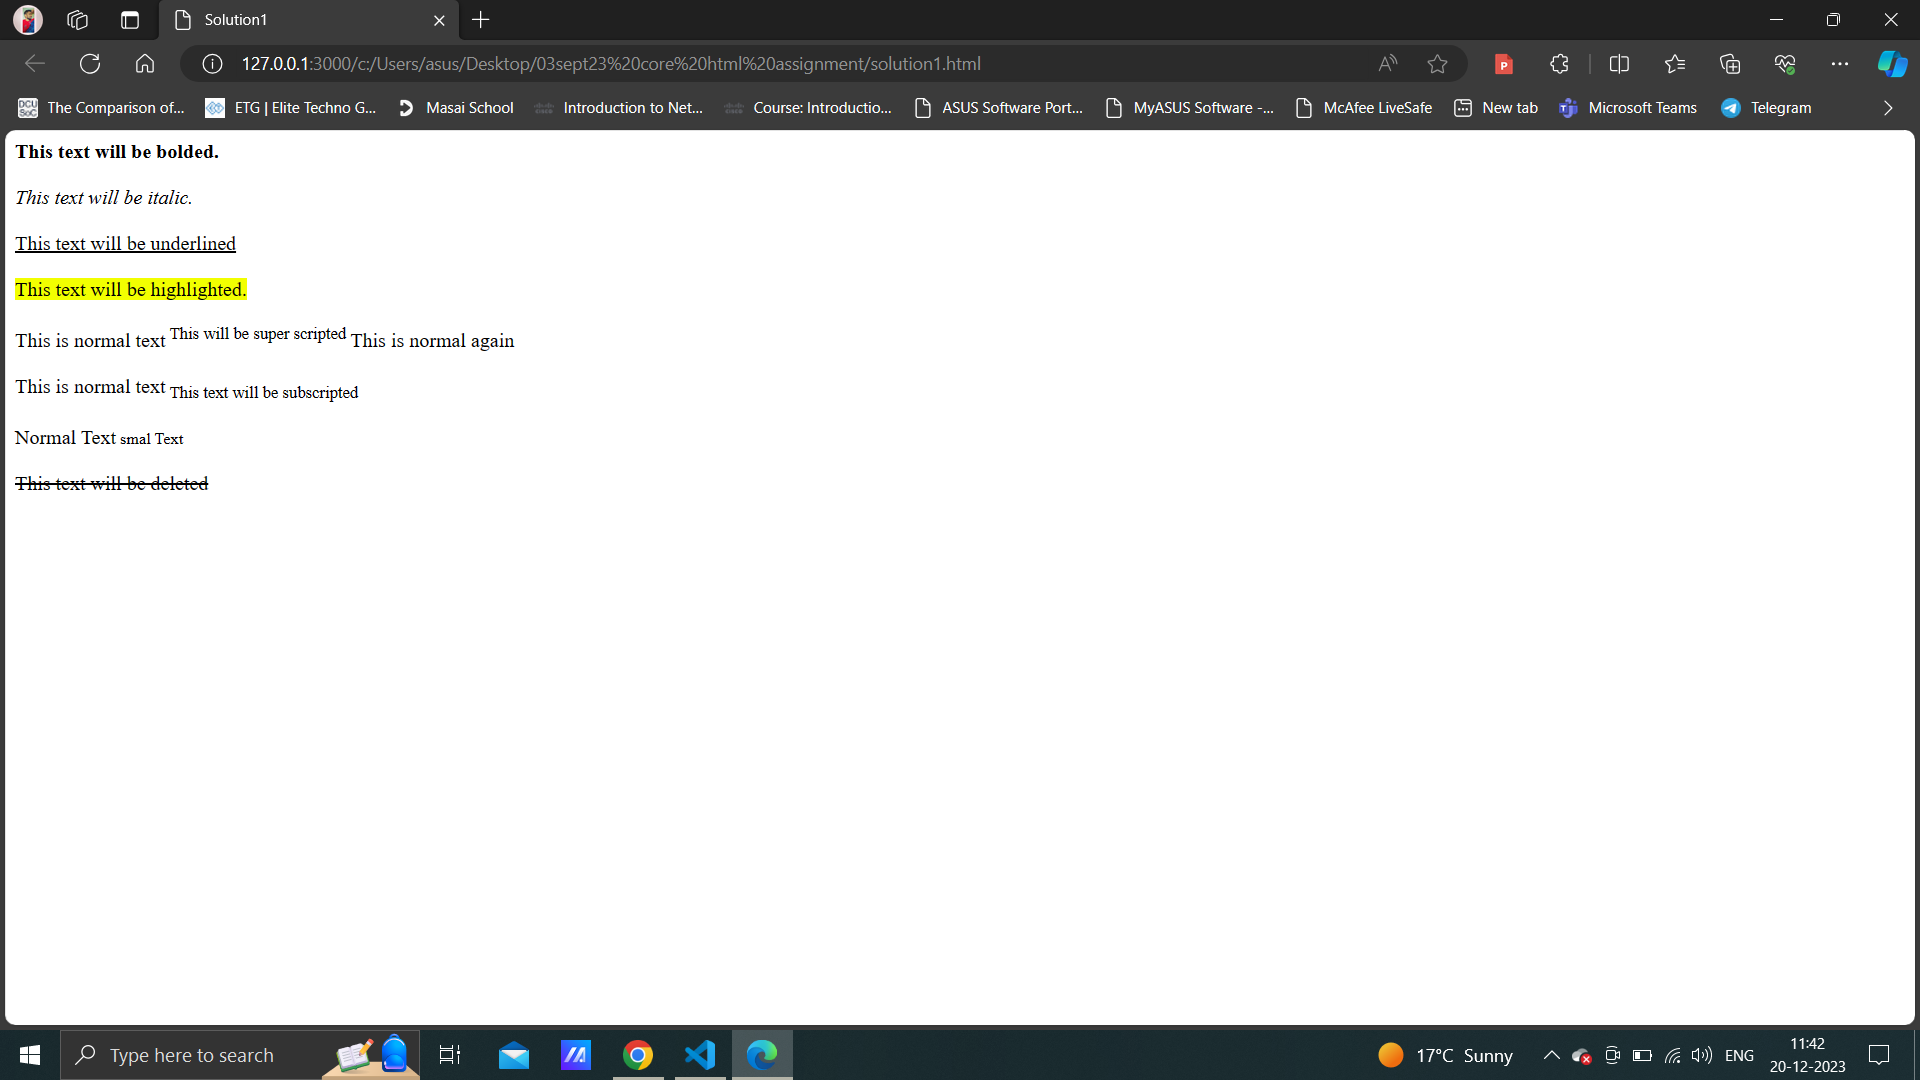 Solution1
127.0.0.1:3000/c:/Users/asus/Desktop/03sept23%20core%20html%20assignment/solution1.html
The Comparison of... ETG | Elite Techno G... Masai School Introduction to Net... Course: Introductio... ASUS Software Port... MyASUS Software -... McAfee LiveSafe New tab Microsoft Teams Telegram
This text will be bolded.
This text will be italic.
This text will be underlined
This text will be highlighted.
This is normal text This will be super scripted This is normal again
This is normal text This text will be subscripted
Normal Text smal Text
This text will be deleted
Type here to search 17°C Sunny ENG 11:42
20-12-2023